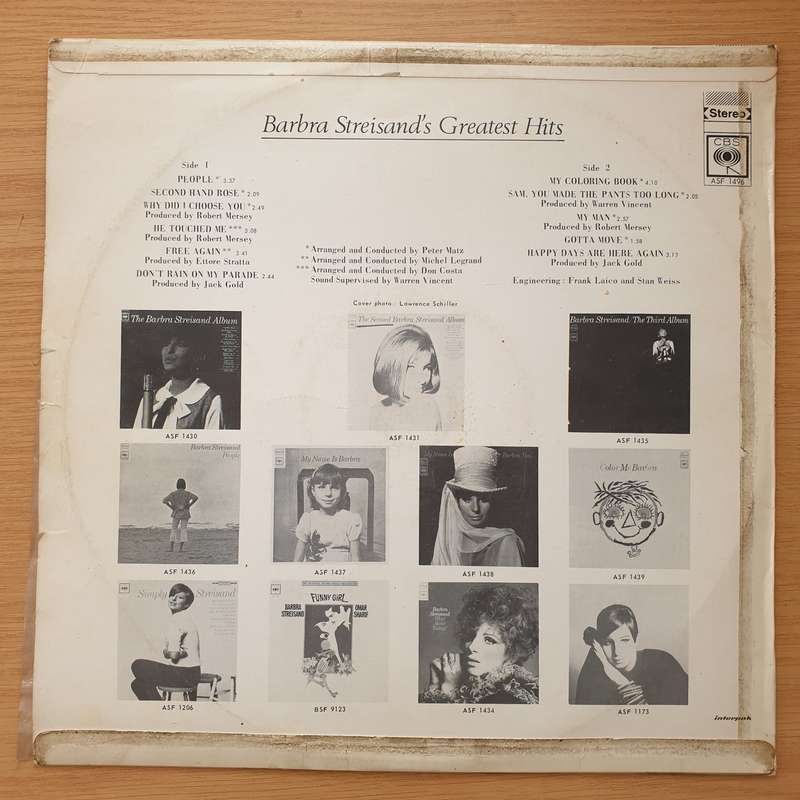 Barbra Streisand's Greatest Hits
Stereo
CBS
ASF 1496
Side 1
PEOPLE * 3.37
SECOND HAND ROSE * 2.09
WHY DID I CHOOSE YOU * 2.49
Produced by Robert Mersey
HE TOUCHED ME *** 3.08
Produced by Robert Mersey
FREE AGAIN ** 3.41
Produced by Ettore Stratta
DON'T RAIN ON MY PARADE 2.44
Produced by Jack Gold
* Arranged and Conducted by Peter Matz
** Arranged and Conducted by Michel Legrand
*** Arranged and Conducted by Don Costa
Sound Supervised by Warren Vincent
Side 2
MY COLORING BOOK * 4.10
SAM, YOU MADE THE PANTS TOO LONG * 2.05
Produced by Warren Vincent
MY MAN * 2.57
Produced by Robert Mersey
GOTTA MOVE * 1.58
HAPPY DAYS ARE HERE AGAIN 3.13
Produced by Jack Gold
Engineering : Frank Laico and Stan Weiss
Cover photo : Lawrence Schiller
The Barbra Streisand Album
ASF 1430
The Second Barbra Streisand Album
ASF 1431
Barbra Streisand/The Third Album
ASF 1435
Barbra Streisand
People
ASF 1436
My Name Is Barbra
ASF 1437
ASF 1438
Color Me Barbra
ASF 1439
Simply Streisand
ASF 1206
FUNNY GIRL
BARBRA STREISAND
OMAR SHARIF
BSF 9123
Barbra
Streisand
ASF 1434
ASF 1173
interpak